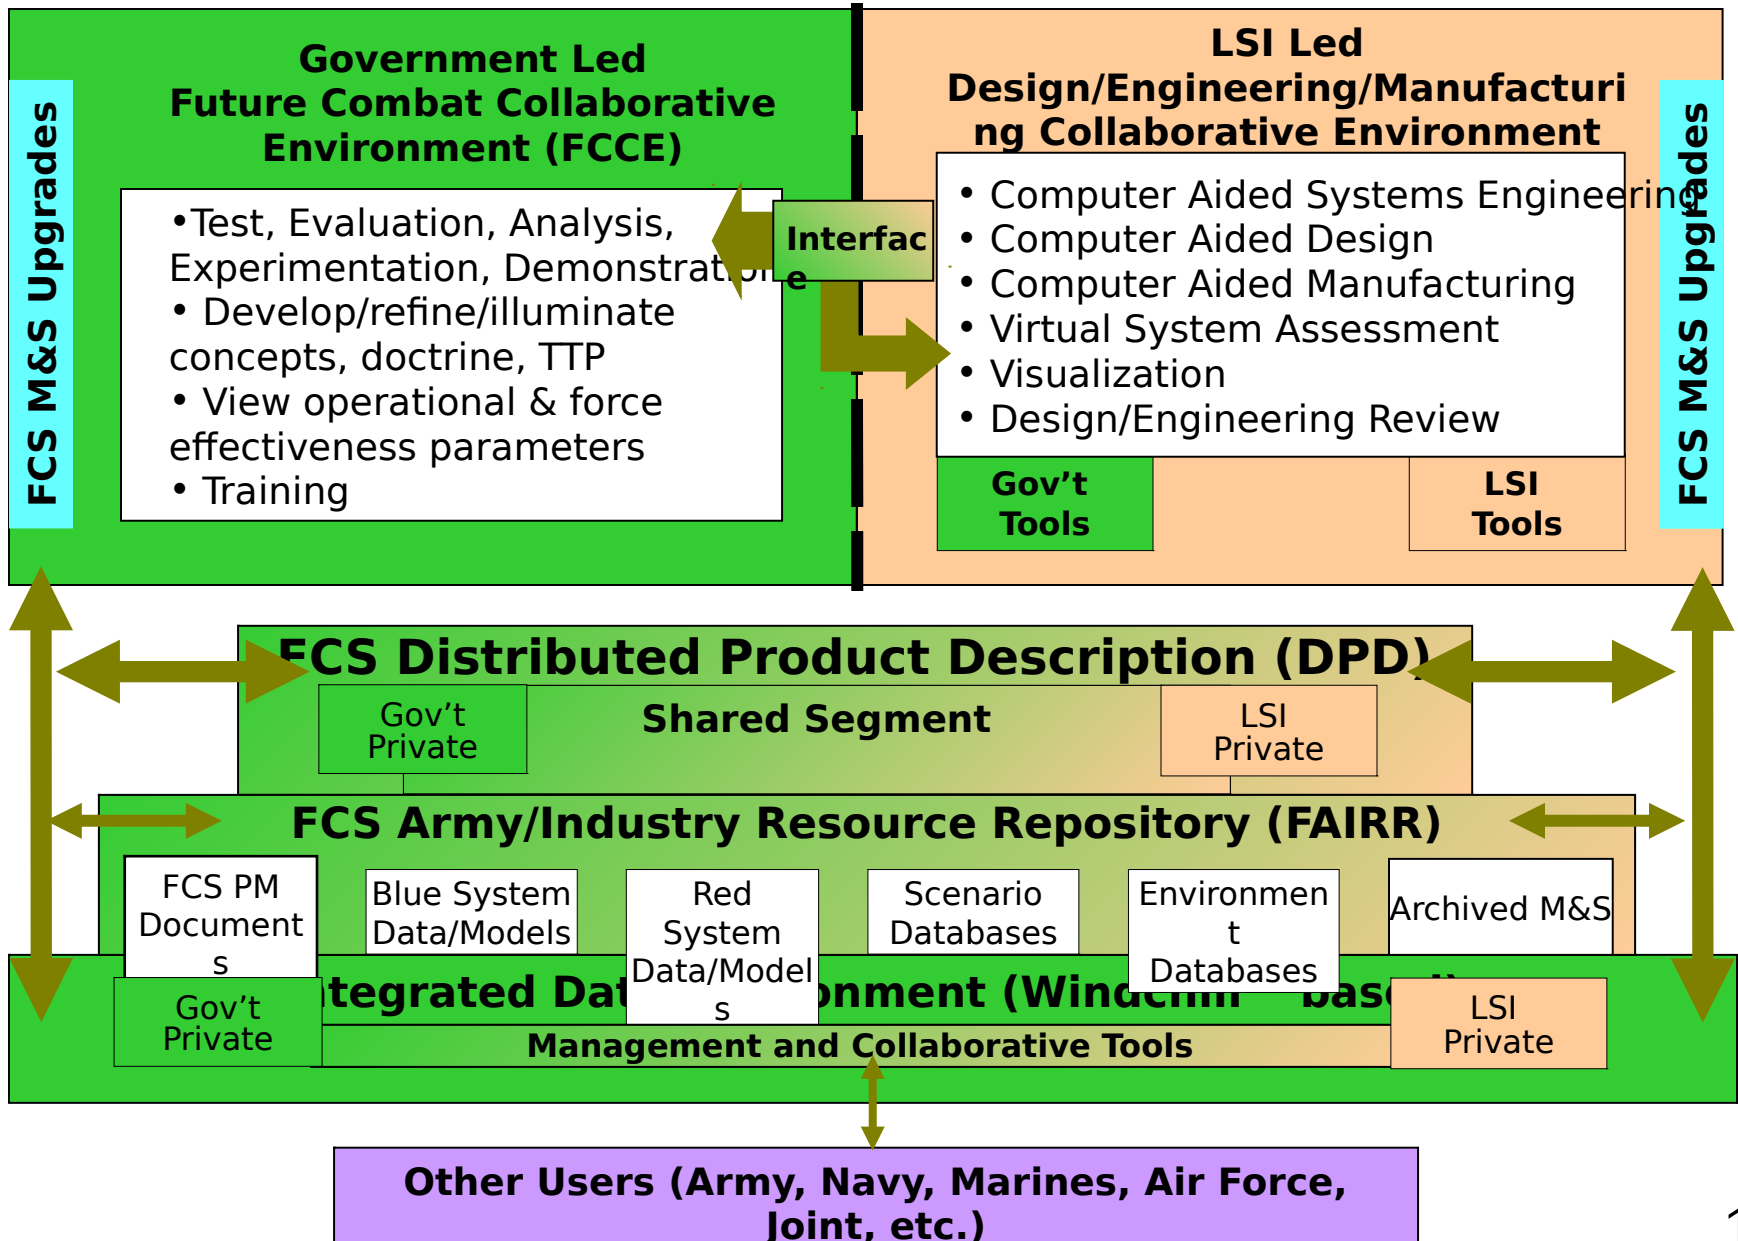 Government Led
Future Combat Collaborative
Environment (FCCE)
LSI Led
Design/Engineering/Manufacturi
ng Collaborative Environment
FCS M&S Upgrades
•Test, Evaluation, Analysis,
Experimentation, Demonstration
• Develop/refine/illuminate
concepts, doctrine, TTP
• View operational & force
effectiveness parameters
• Training
Interfac
e
• Computer Aided Systems Engineering
• Computer Aided Design
• Computer Aided Manufacturing
• Virtual System Assessment
• Visualization
• Design/Engineering Review
FCS M&S Upgrades
Gov’t
Tools
LSI
Tools
FCS Distributed Product Description (DPD)
Gov’t
Private
Shared Segment
LSI
Private
FCS Army/Industry Resource Repository (FAIRR)
FCS PM
Document
s
Blue System
Data/Models
Red
System
Data/Model
s
Scenario
Databases
Environmen
t
Databases
Archived M&S
(Windchill
Gov’t
Private
LSI
Private
Management and Collaborative Tools
Other Users (Army, Navy, Marines, Air Force,
Joint, etc.)